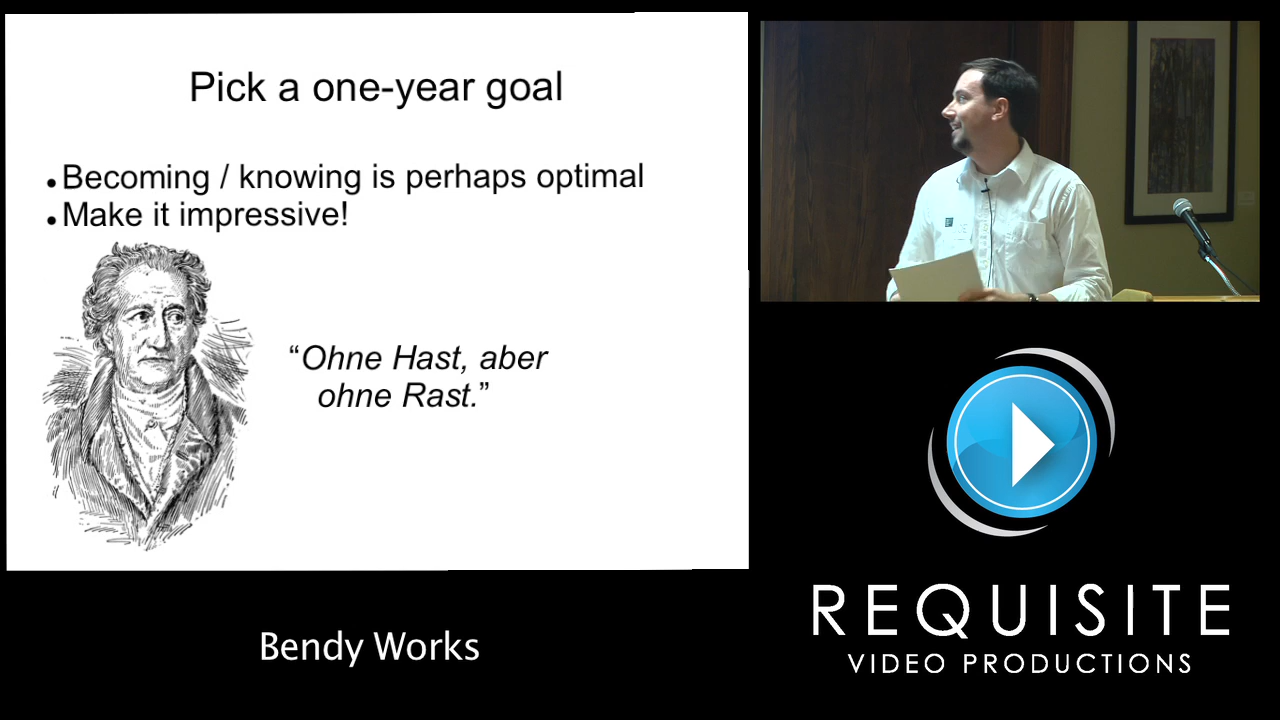 Pick a one-year goal
• Becoming / knowing is perhaps optimal
• Make it impressive!
“Ohne Hast, aber
ohne Rast.”
Bendy Works
REQUISITE
VIDEO PRODUCTIONS